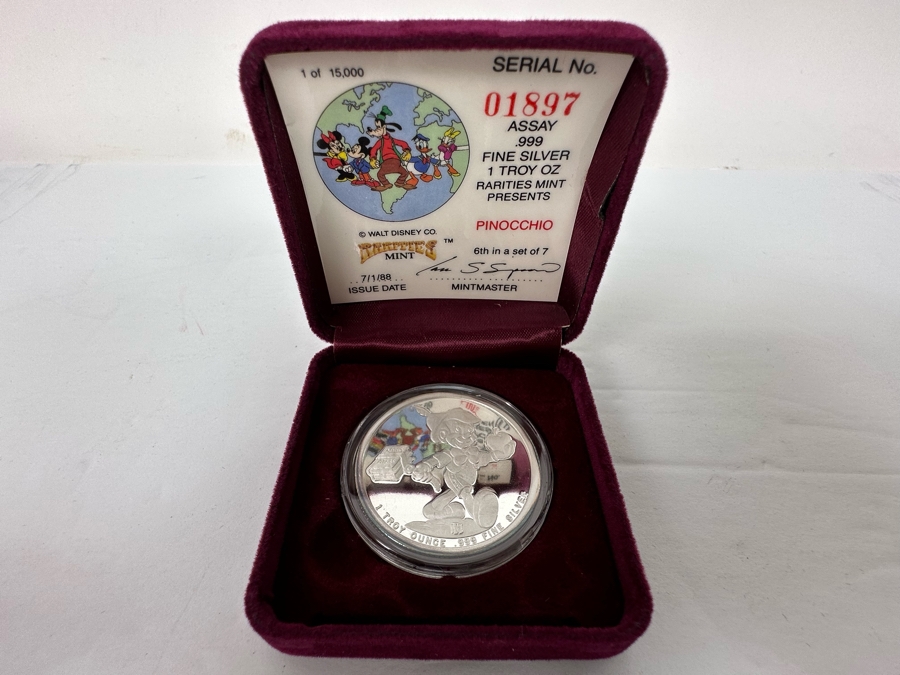 1 of 15,000
SERIAL No.
01897
ASSAY
.999
FINE SILVER
1 TROY OZ
RARITIES MINT
PRESENTS
PINOCCHIO
6th in a set of 7
© WALT DISNEY CO.
RARITIES ™
MINT
7/1/88
ISSUE DATE
MINTMASTER
1 TROY OUNCE .999 FINE SILVER